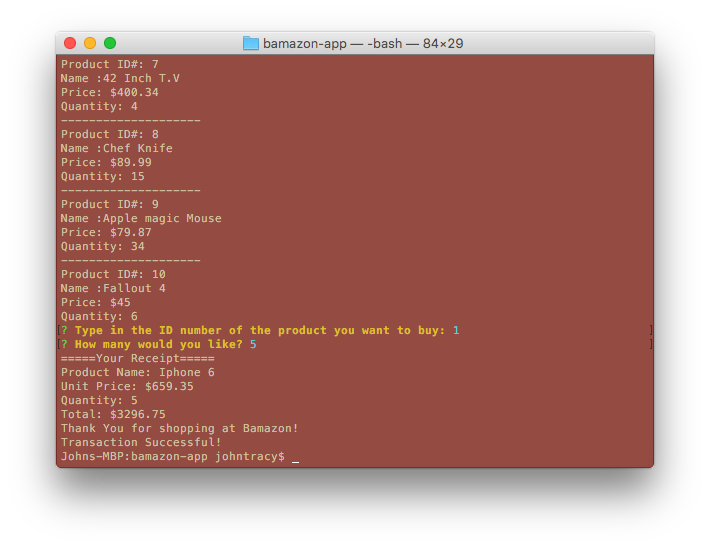 bamazon-app — -bash — 84×29
Product ID#: 7
Name :42 Inch T.V
Price: $400.34
Quantity: 4
--------------------
Product ID#: 8
Name :Chef Knife
Price: $89.99
Quantity: 15
--------------------
Product ID#: 9
Name :Apple magic Mouse
Price: $79.87
Quantity: 34
--------------------
Product ID#: 10
Name :Fallout 4
Price: $45
Quantity: 6
[? Type in the ID number of the product you want to buy: 1 ]
[? How many would you like? 5 ]
=====Your Receipt=====
Product Name: Iphone 6
Unit Price: $659.35
Quantity: 5
Total: $3296.75
Thank You for shopping at Bamazon!
Transaction Successful!
Johns-MBP:bamazon-app johntracy$ _